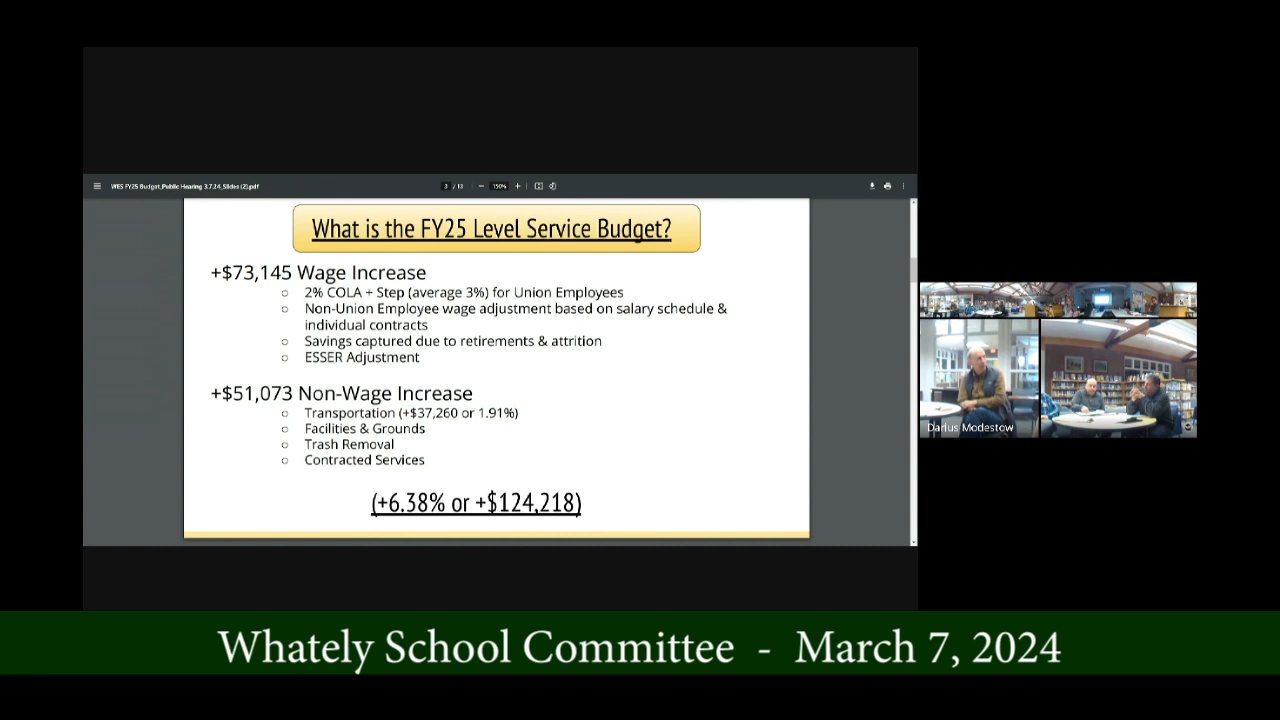 WES FY25 Budget_Public Hearing 3.7.24_Slides (2).pdf
3 / 13
150%
What is the FY25 Level Service Budget?
+$73,145 Wage Increase
○ 2% COLA + Step (average 3%) for Union Employees
○ Non-Union Employee wage adjustment based on salary schedule &
individual contracts
○ Savings captured due to retirements & attrition
○ ESSER Adjustment
+$51,073 Non-Wage Increase
○ Transportation (+$37,260 or 1.91%)
○ Facilities & Grounds
○ Trash Removal
○ Contracted Services
(+6.38% or +$124,218)
Darius Modestow
Whately School Committee - March 7, 2024